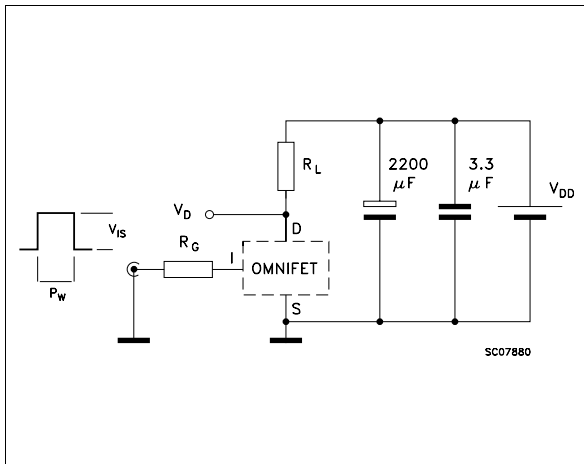 2200
μF
3.3
μF
R_L
V_DD
V_D
D
V_IS
R_G
I
OMNIFET
P_W
S
SC07880